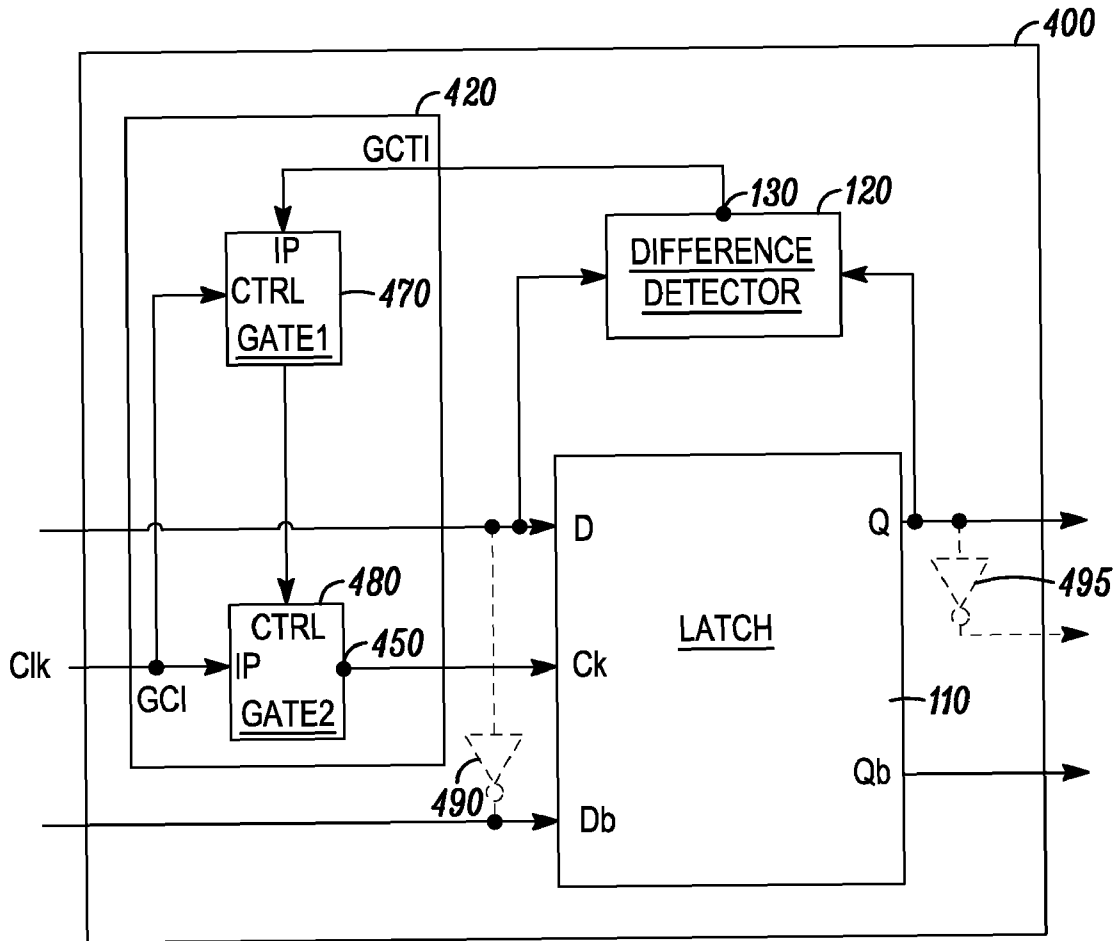 400
420
GCTI
130
120
IP
CTRL
470
GATE1
DIFFERENCE
DETECTOR
D
Q
480
CTRL
450
495
LATCH
Clk
IP
Ck
GCI
GATE2
110
490
Qb
Db